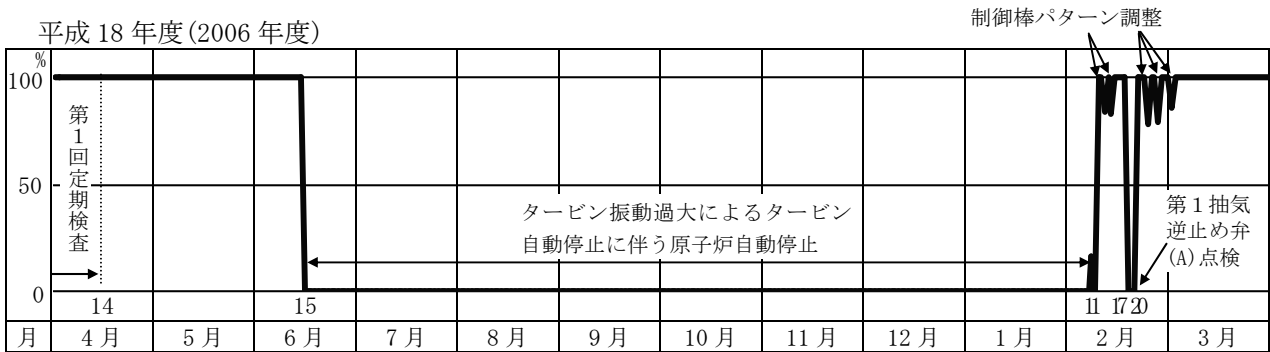 制御棒パターン調整
平成 18 年度(2006 年度)
%
100
50
0
第1回定期検査
タービン振動過大によるタービン
自動停止に伴う原子炉自動停止
第１抽気
逆止め弁
(A)点検
14 15 11 17 20
月 4 月 5 月 6 月 7 月 8 月 9 月 10 月 11 月 12 月 1 月 2 月 3 月